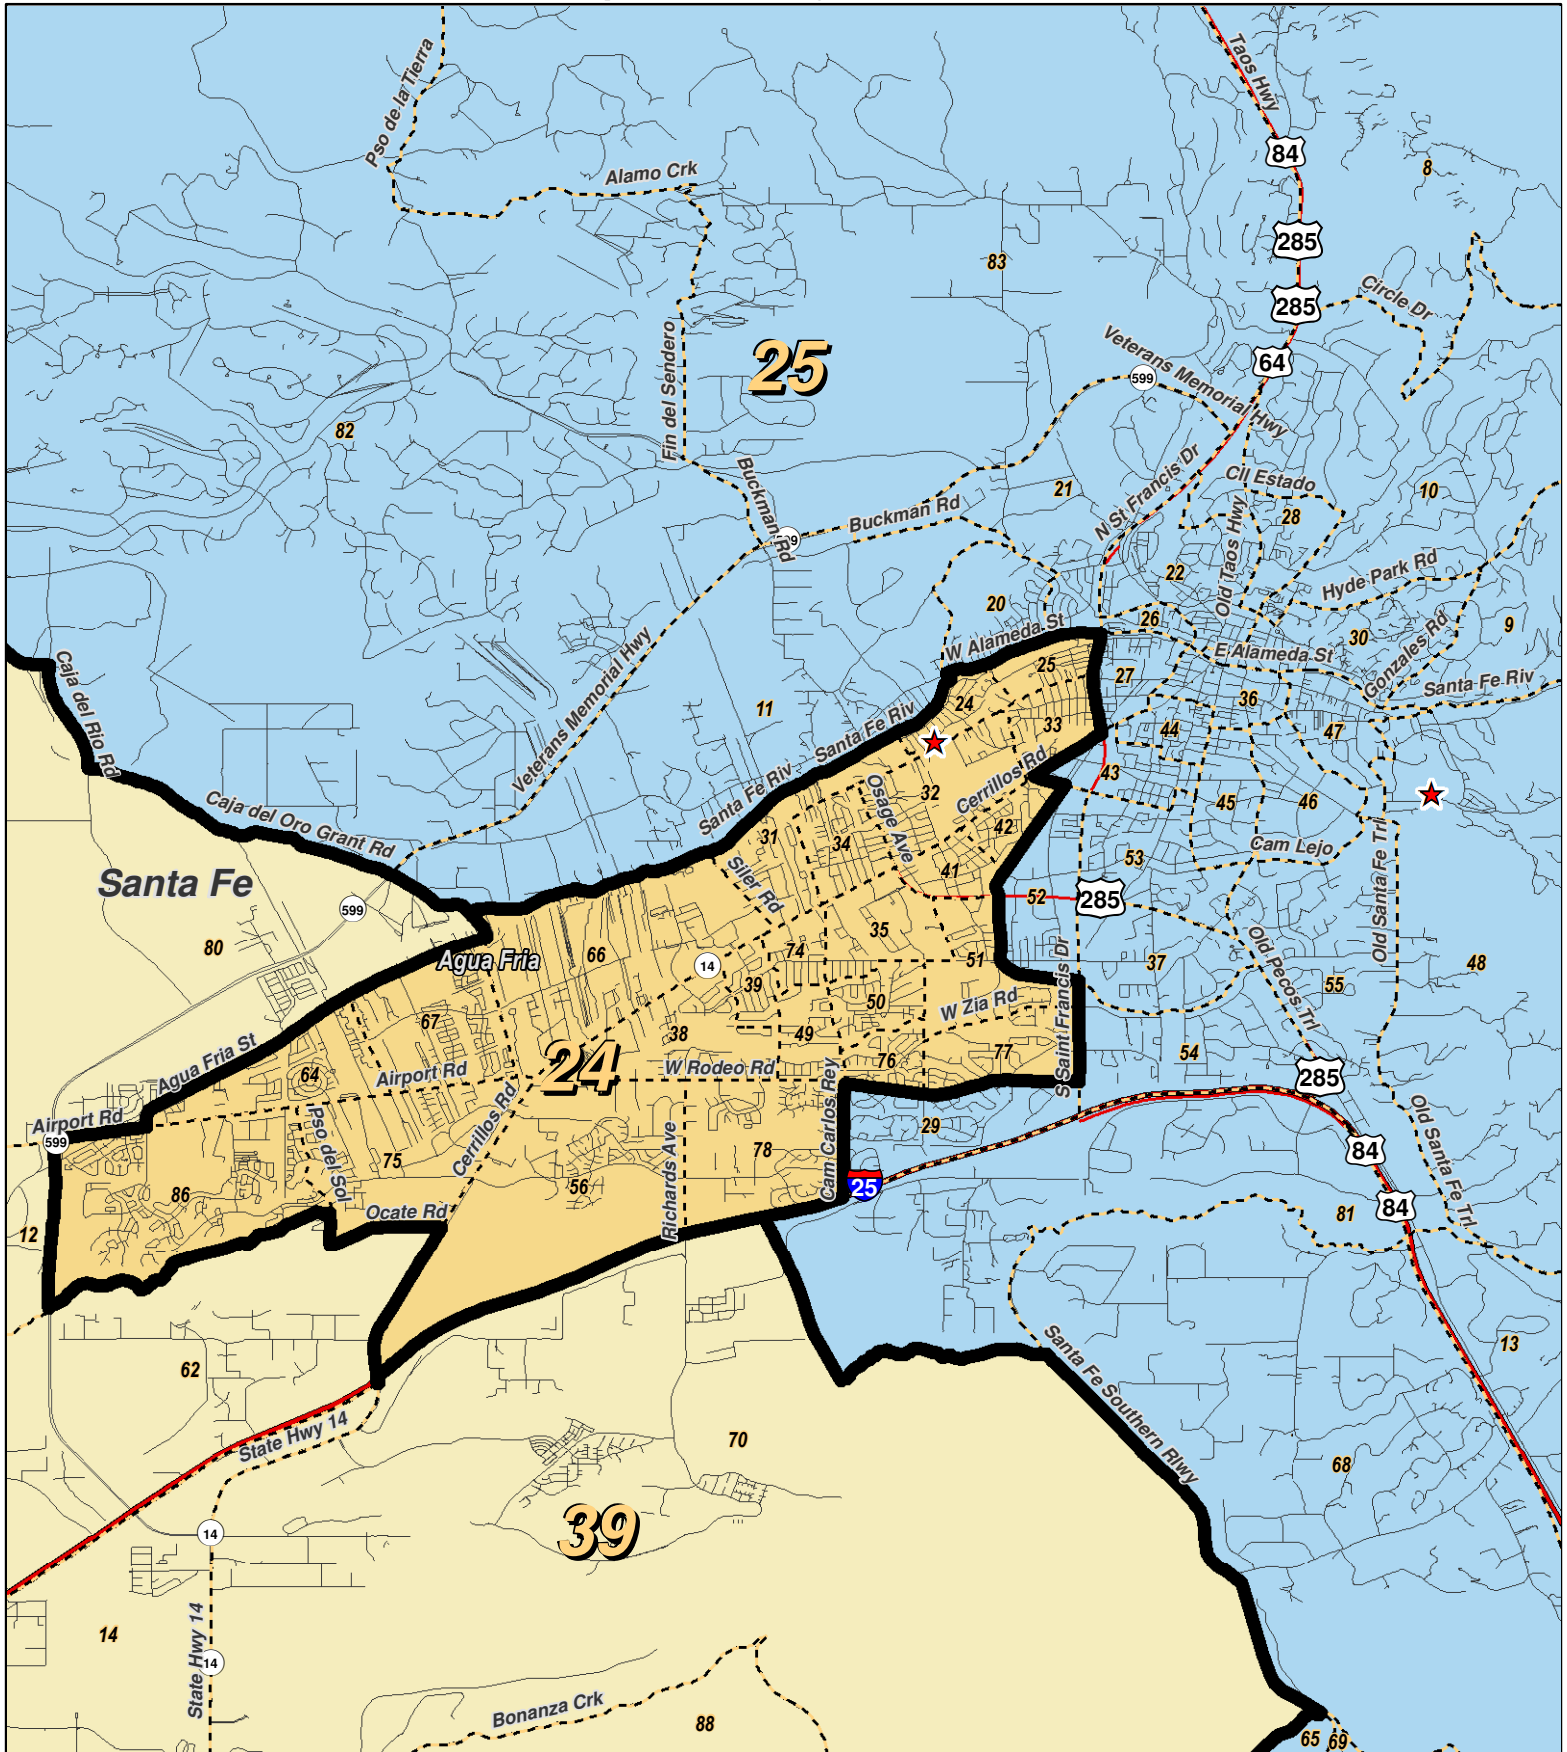 Taos Hwy
Pso de la Tierra
84
8
Alamo Crk
285
83
285
Circle Dr
25
Fin del Sendero
Veterans Memorial Hwy
64
599
82
Buckman Rd
N St Francis Dr
Cll Estado
21
10
Buckman Rd
28
Old Taos Hwy
22
Hyde Park Rd
20
26
W Alameda St
30
9
E Alameda St
Gonzales Rd
Veterans Memorial Hwy
Caja del Rio Rd
25
27
Santa Fe Riv
36
24
11
33
44
47
Santa Fe Riv
43
Cerrillos Rd
32
Santa Fe Riv
45
46
Osage Ave
42
Caja del Oro Grant Rd
31
34
Cam Lejo
53
Old Santa Fe Trl
41
Siler Rd
Santa Fe
52
285
599
35
80
66
74
Agua Fria
51
14
37
48
Old Pecos Trl
39
55
50
W Zia Rd
67
38
49
S Saint Francis Dr
54
77
76
Agua Fria St
24
W Rodeo Rd
64
Airport Rd
285
Cam Carlos Rey
Airport Rd
599
29
Old Santa Fe Trl
Pso del Sol
Cerrillos Rd
75
78
84
Richards Ave
25
56
86
84
Ocate Rd
81
12
13
62
Santa Fe Southern Rlwy
State Hwy 14
70
68
39
14
14
State Hwy 14
14
Bonanza Crk
88
65
69